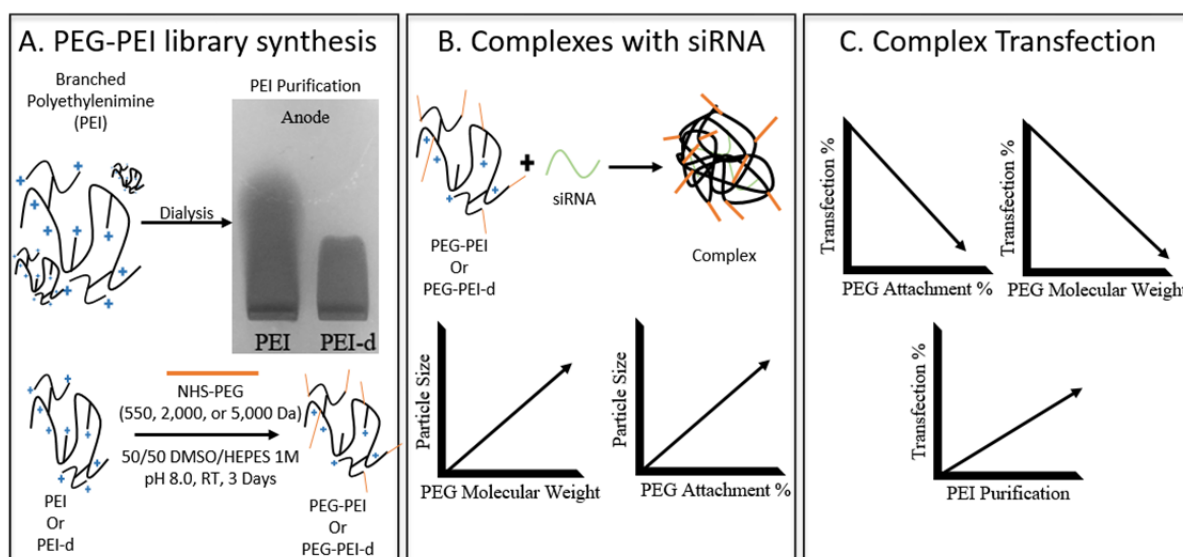 A. PEG-PEI library synthesis
Branched
Polyethylenimine
(PEI)
PEI Purification
Anode
Dialysis
PEI
PEI-d
NHS-PEG
(550, 2,000, or 5,000 Da)
50/50 DMSO/HEPES 1M
pH 8.0, RT, 3 Days
PEI
Or
PEI-d
PEG-PEI
Or
PEG-PEI-d
B. Complexes with siRNA
siRNA
PEG-PEI
Or
PEG-PEI-d
Complex
Particle Size
PEG Molecular Weight
Particle Size
PEG Attachment %
C. Complex Transfection
Transfection %
PEG Attachment %
Transfection %
PEG Molecular Weight
Transfection %
PEI Purification